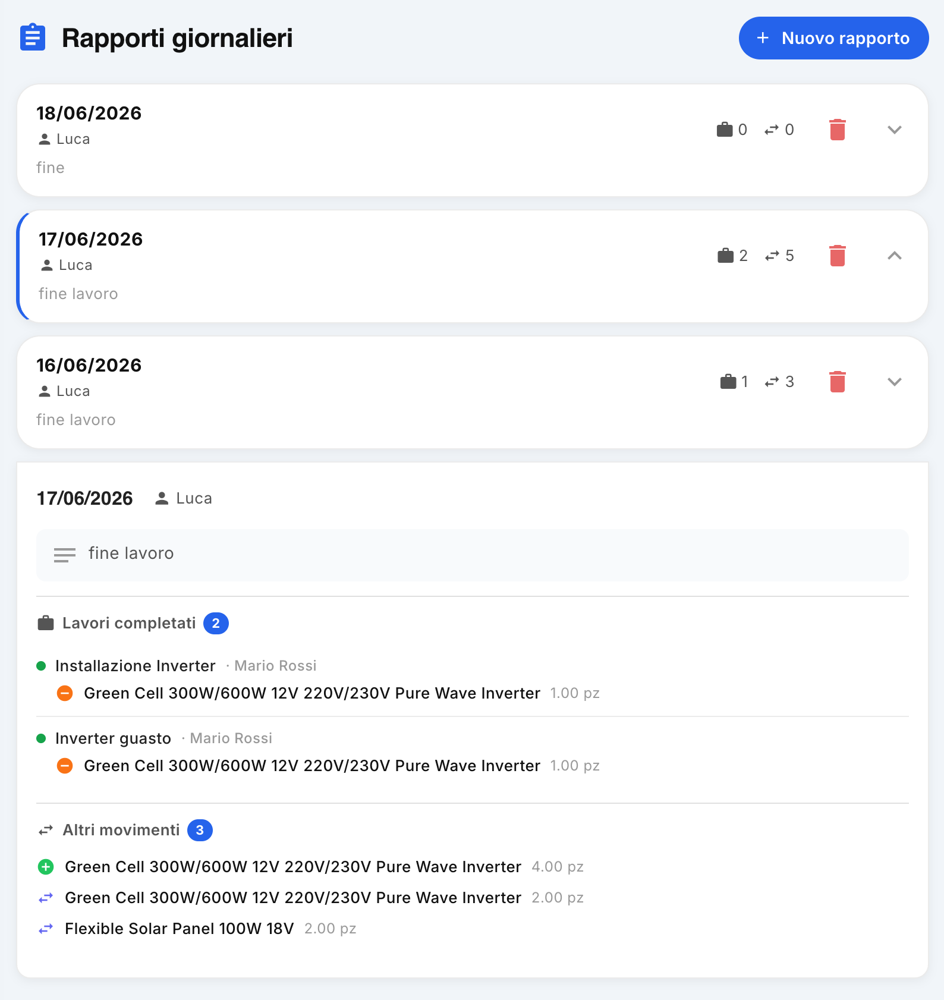 Rapporti giornalieri
+ Nuovo rapporto
18/06/2026
Luca
fine
0 0
17/06/2026
Luca
fine lavoro
2 5
16/06/2026
Luca
fine lavoro
1 3
17/06/2026 Luca
fine lavoro
Lavori completati 2
Installazione Inverter · Mario Rossi
Green Cell 300W/600W 12V 220V/230V Pure Wave Inverter 1.00 pz
Inverter guasto · Mario Rossi
Green Cell 300W/600W 12V 220V/230V Pure Wave Inverter 1.00 pz
Altri movimenti 3
Green Cell 300W/600W 12V 220V/230V Pure Wave Inverter 4.00 pz
Green Cell 300W/600W 12V 220V/230V Pure Wave Inverter 2.00 pz
Flexible Solar Panel 100W 18V 2.00 pz